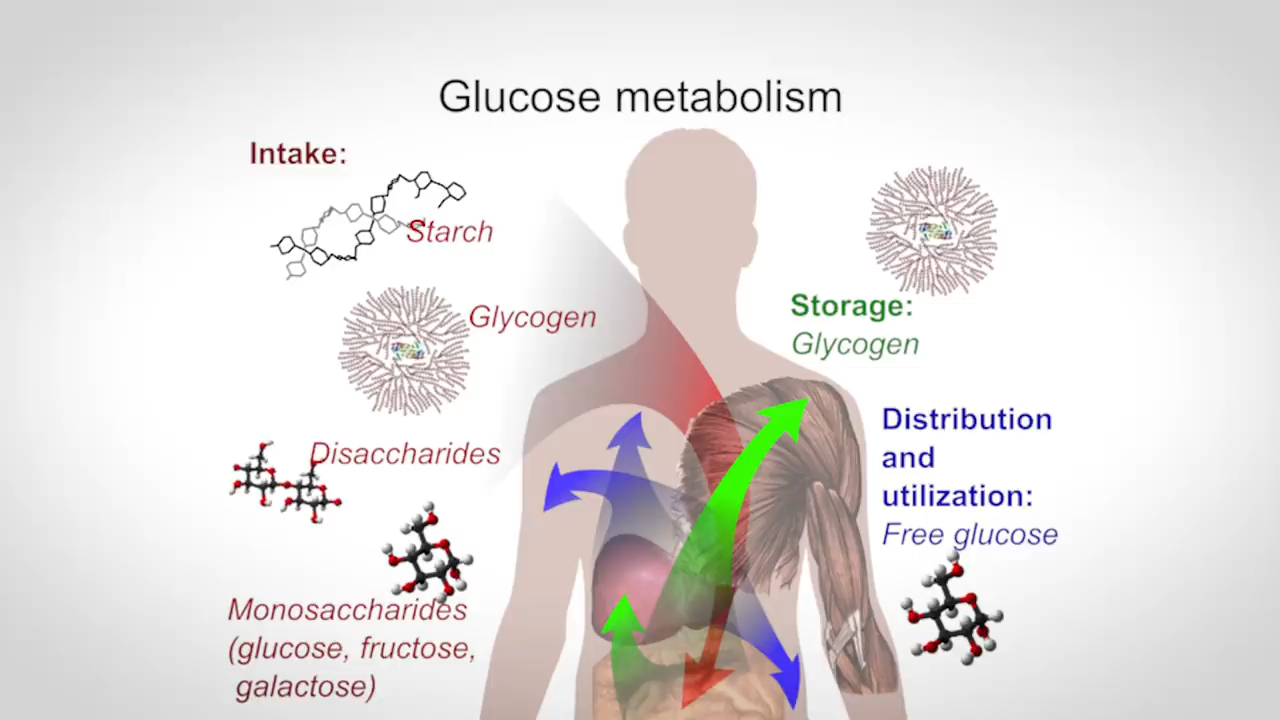 Glucose metabolism
Intake:
Starch
Glycogen
Disaccharides
Monosaccharides
(glucose, fructose,
galactose)
Storage:
Glycogen
Distribution
and
utilization:
Free glucose